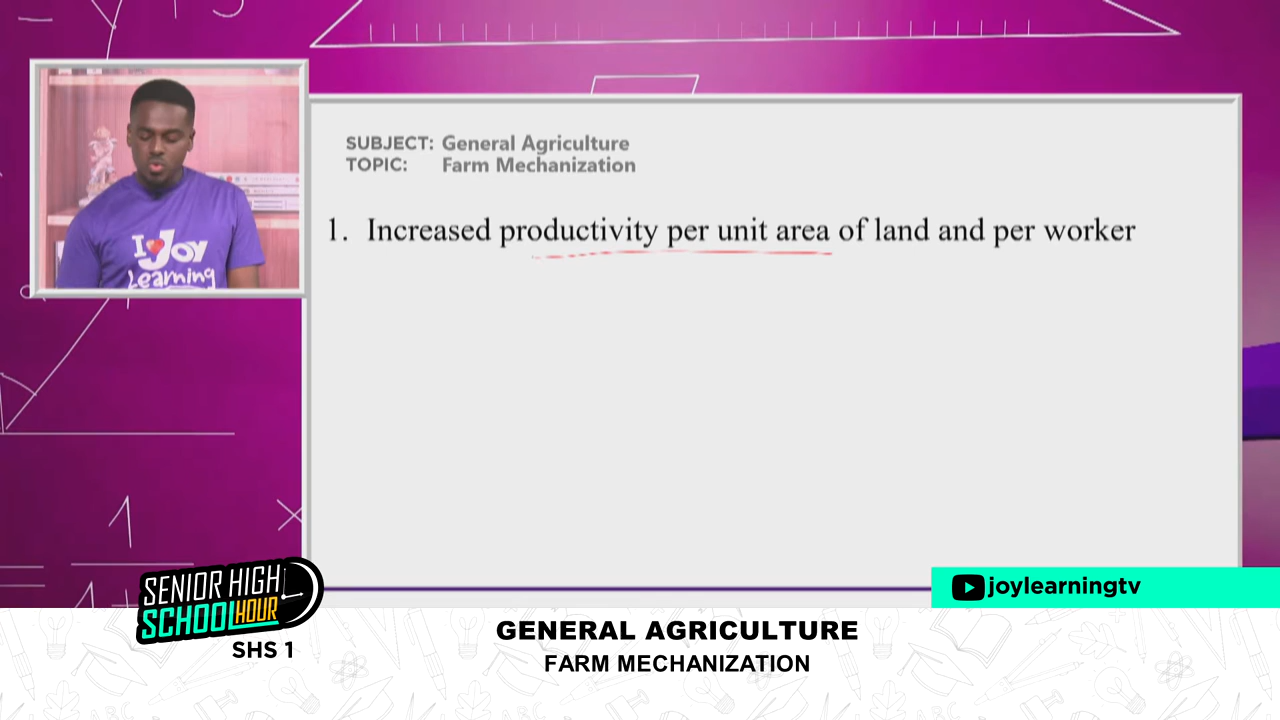 SUBJECT: General Agriculture
TOPIC: Farm Mechanization
1. Increased productivity per unit area of land and per worker
I Joy
Learning
SENIOR HIGH
SCHOOL HOUR
SHS 1
joylearningtv
GENERAL AGRICULTURE
FARM MECHANIZATION